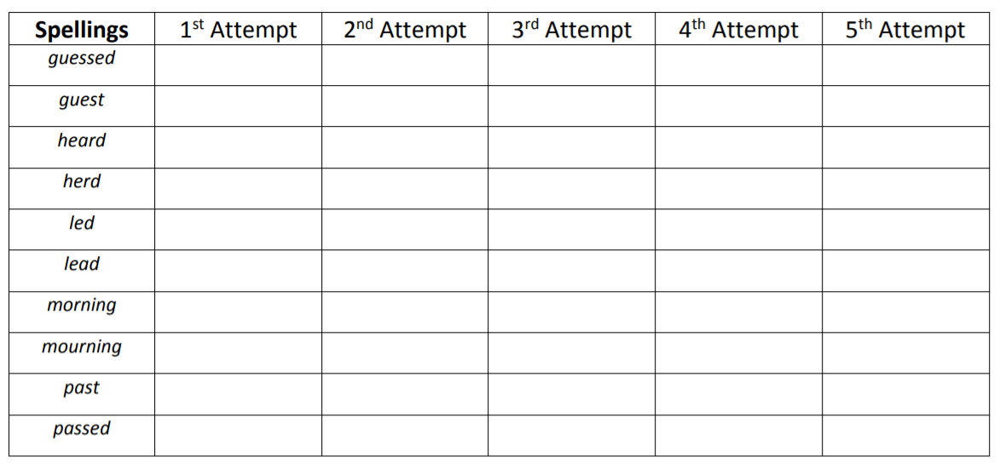 Spellings 1st Attempt 2nd Attempt 3rd Attempt 4th Attempt 5th Attempt
guessed
guest
heard
herd
led
lead
morning
mourning
past
passed